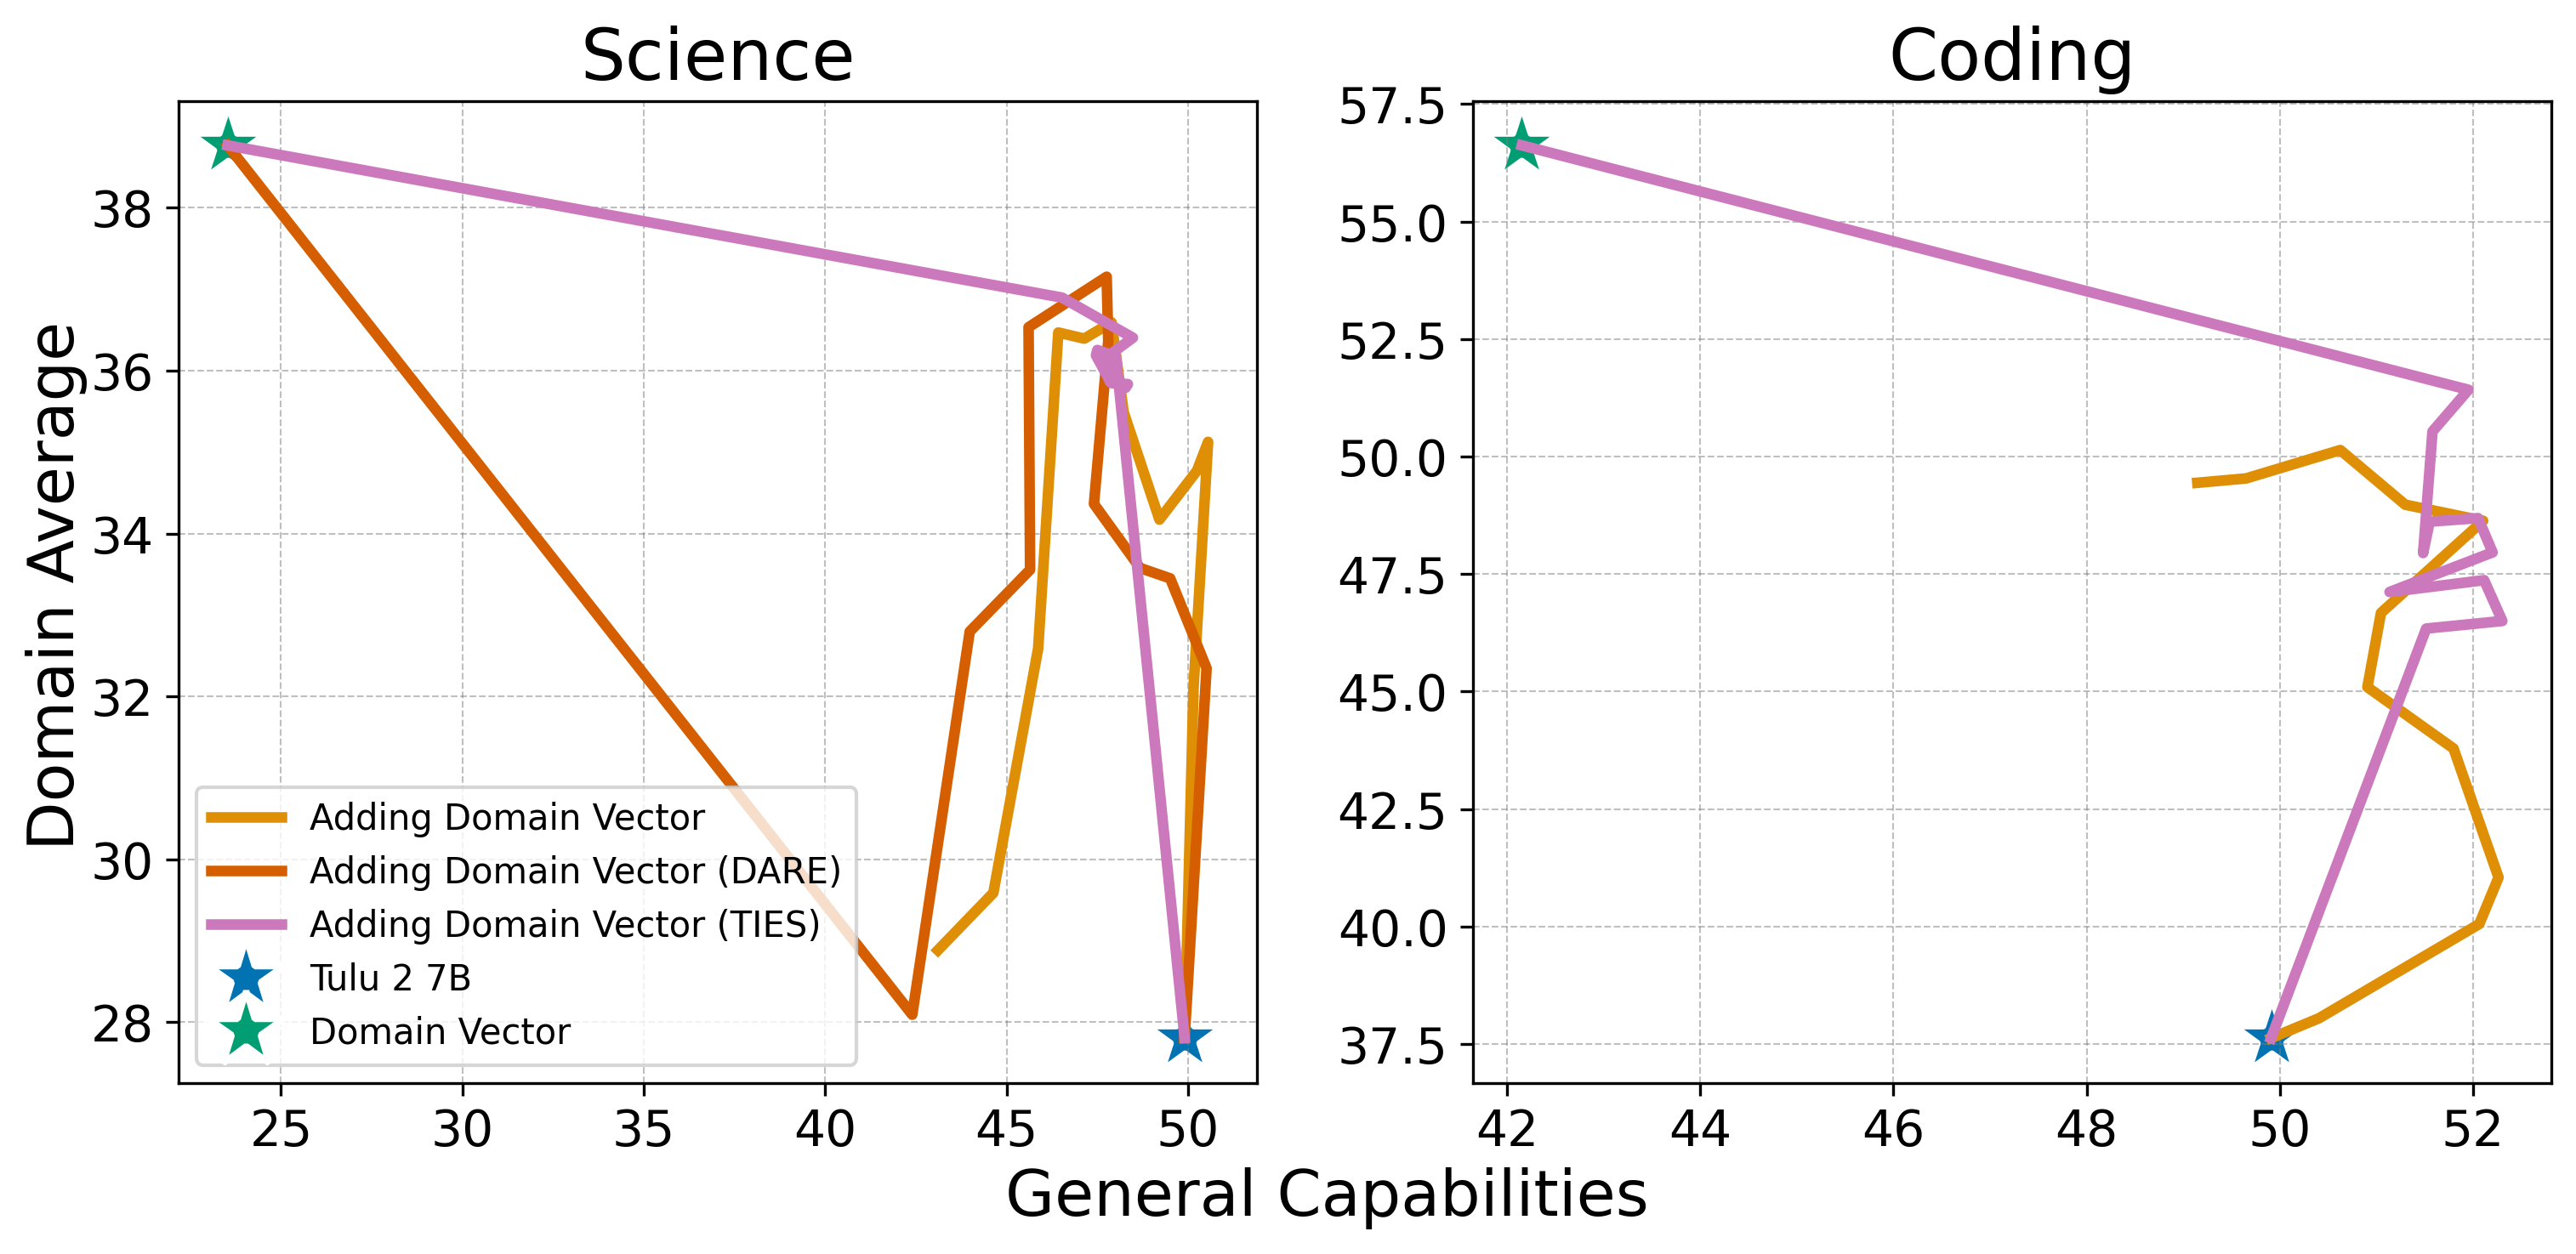 Science
Coding
Domain Average
38
36
34
32
30
28
Adding Domain Vector
Adding Domain Vector (DARE)
Adding Domain Vector (TIES)
Tulu 2 7B
Domain Vector
25 30 35 40 45 50
57.5
55.0
52.5
50.0
47.5
45.0
42.5
40.0
37.5
42 44 46 48 50 52
General Capabilities